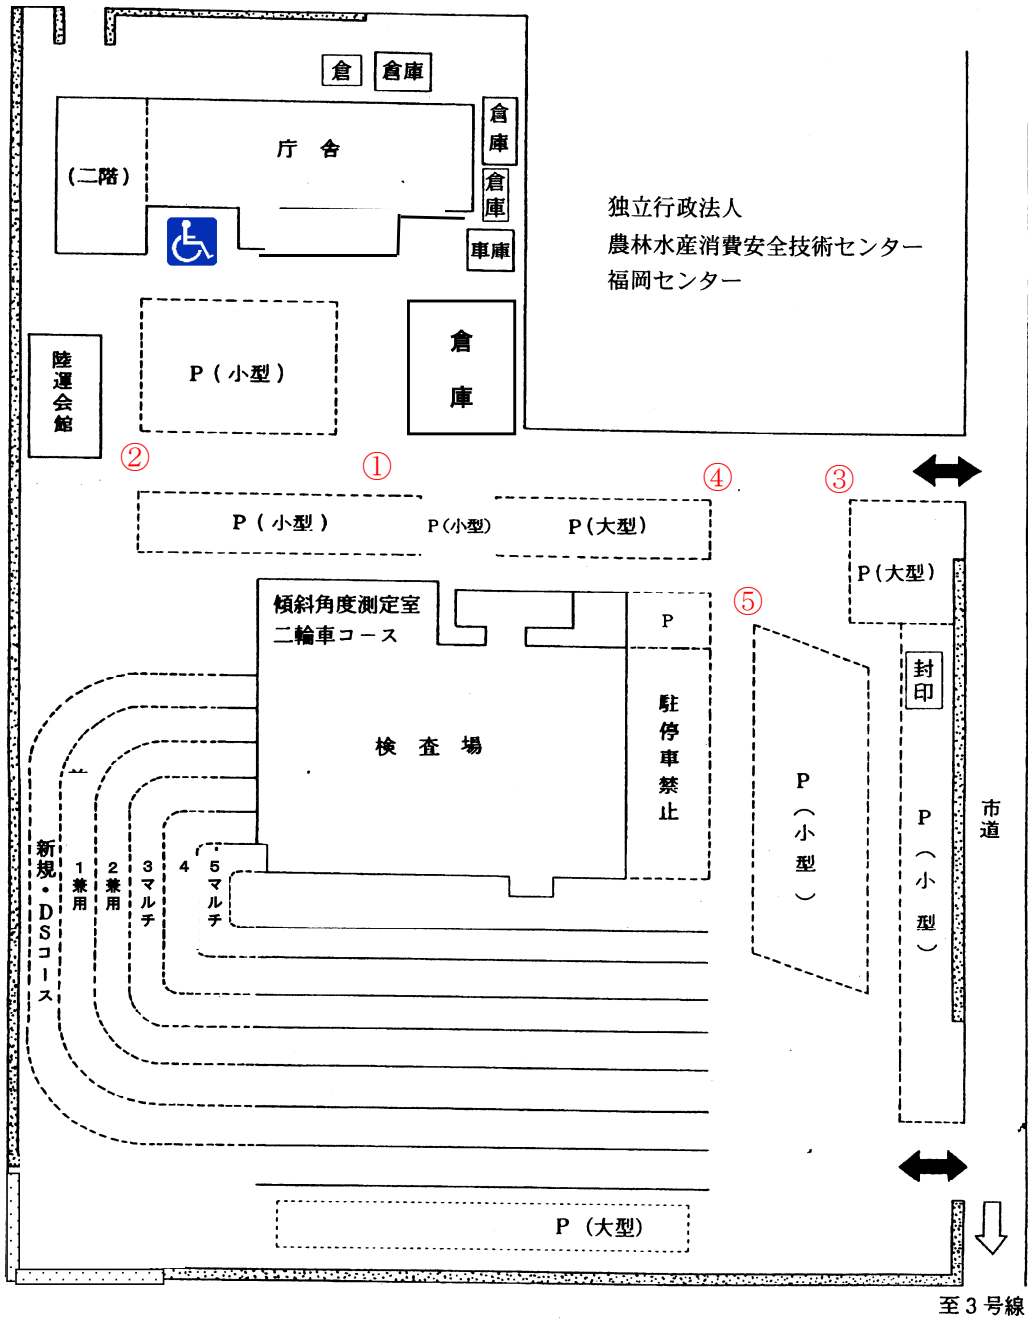 倉
倉庫
倉庫
庁舎
(二階)
倉庫
車庫
独立行政法人
農林水産消費安全技術センター
福岡センター
倉庫
陸運会館
P(小型)
②
①
④
③
P(小型)
P(小型)
P(大型)
P(大型)
⑤
傾斜角度測定室
二輪車コース
P
封印
検査場
駐停車禁止
P(小型)
P(小型)
市道
新規・DSコース
1兼用
2兼用
3マルチ
4
5マルチ
P(大型)
至3号線